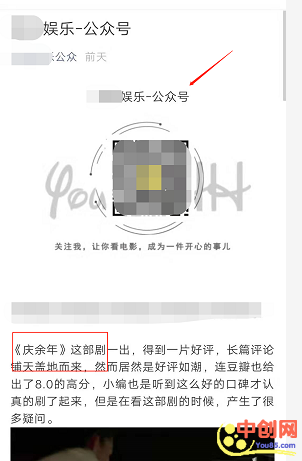 娱乐-公众号
乐公众 前天
娱乐-公众号
You HH
关注我，让你看电影，成为一件开心的事儿
《庆余年》这部剧一出，得到一片好评，长篇评论
铺天盖地而来，然而居然是好评如潮，连豆瓣也给
出了8.0的高分，小编也是听到这么好的口碑才认
真的刷了起来，但是在看这部剧的时候，产生了很
多疑问。
中创网
You85.com